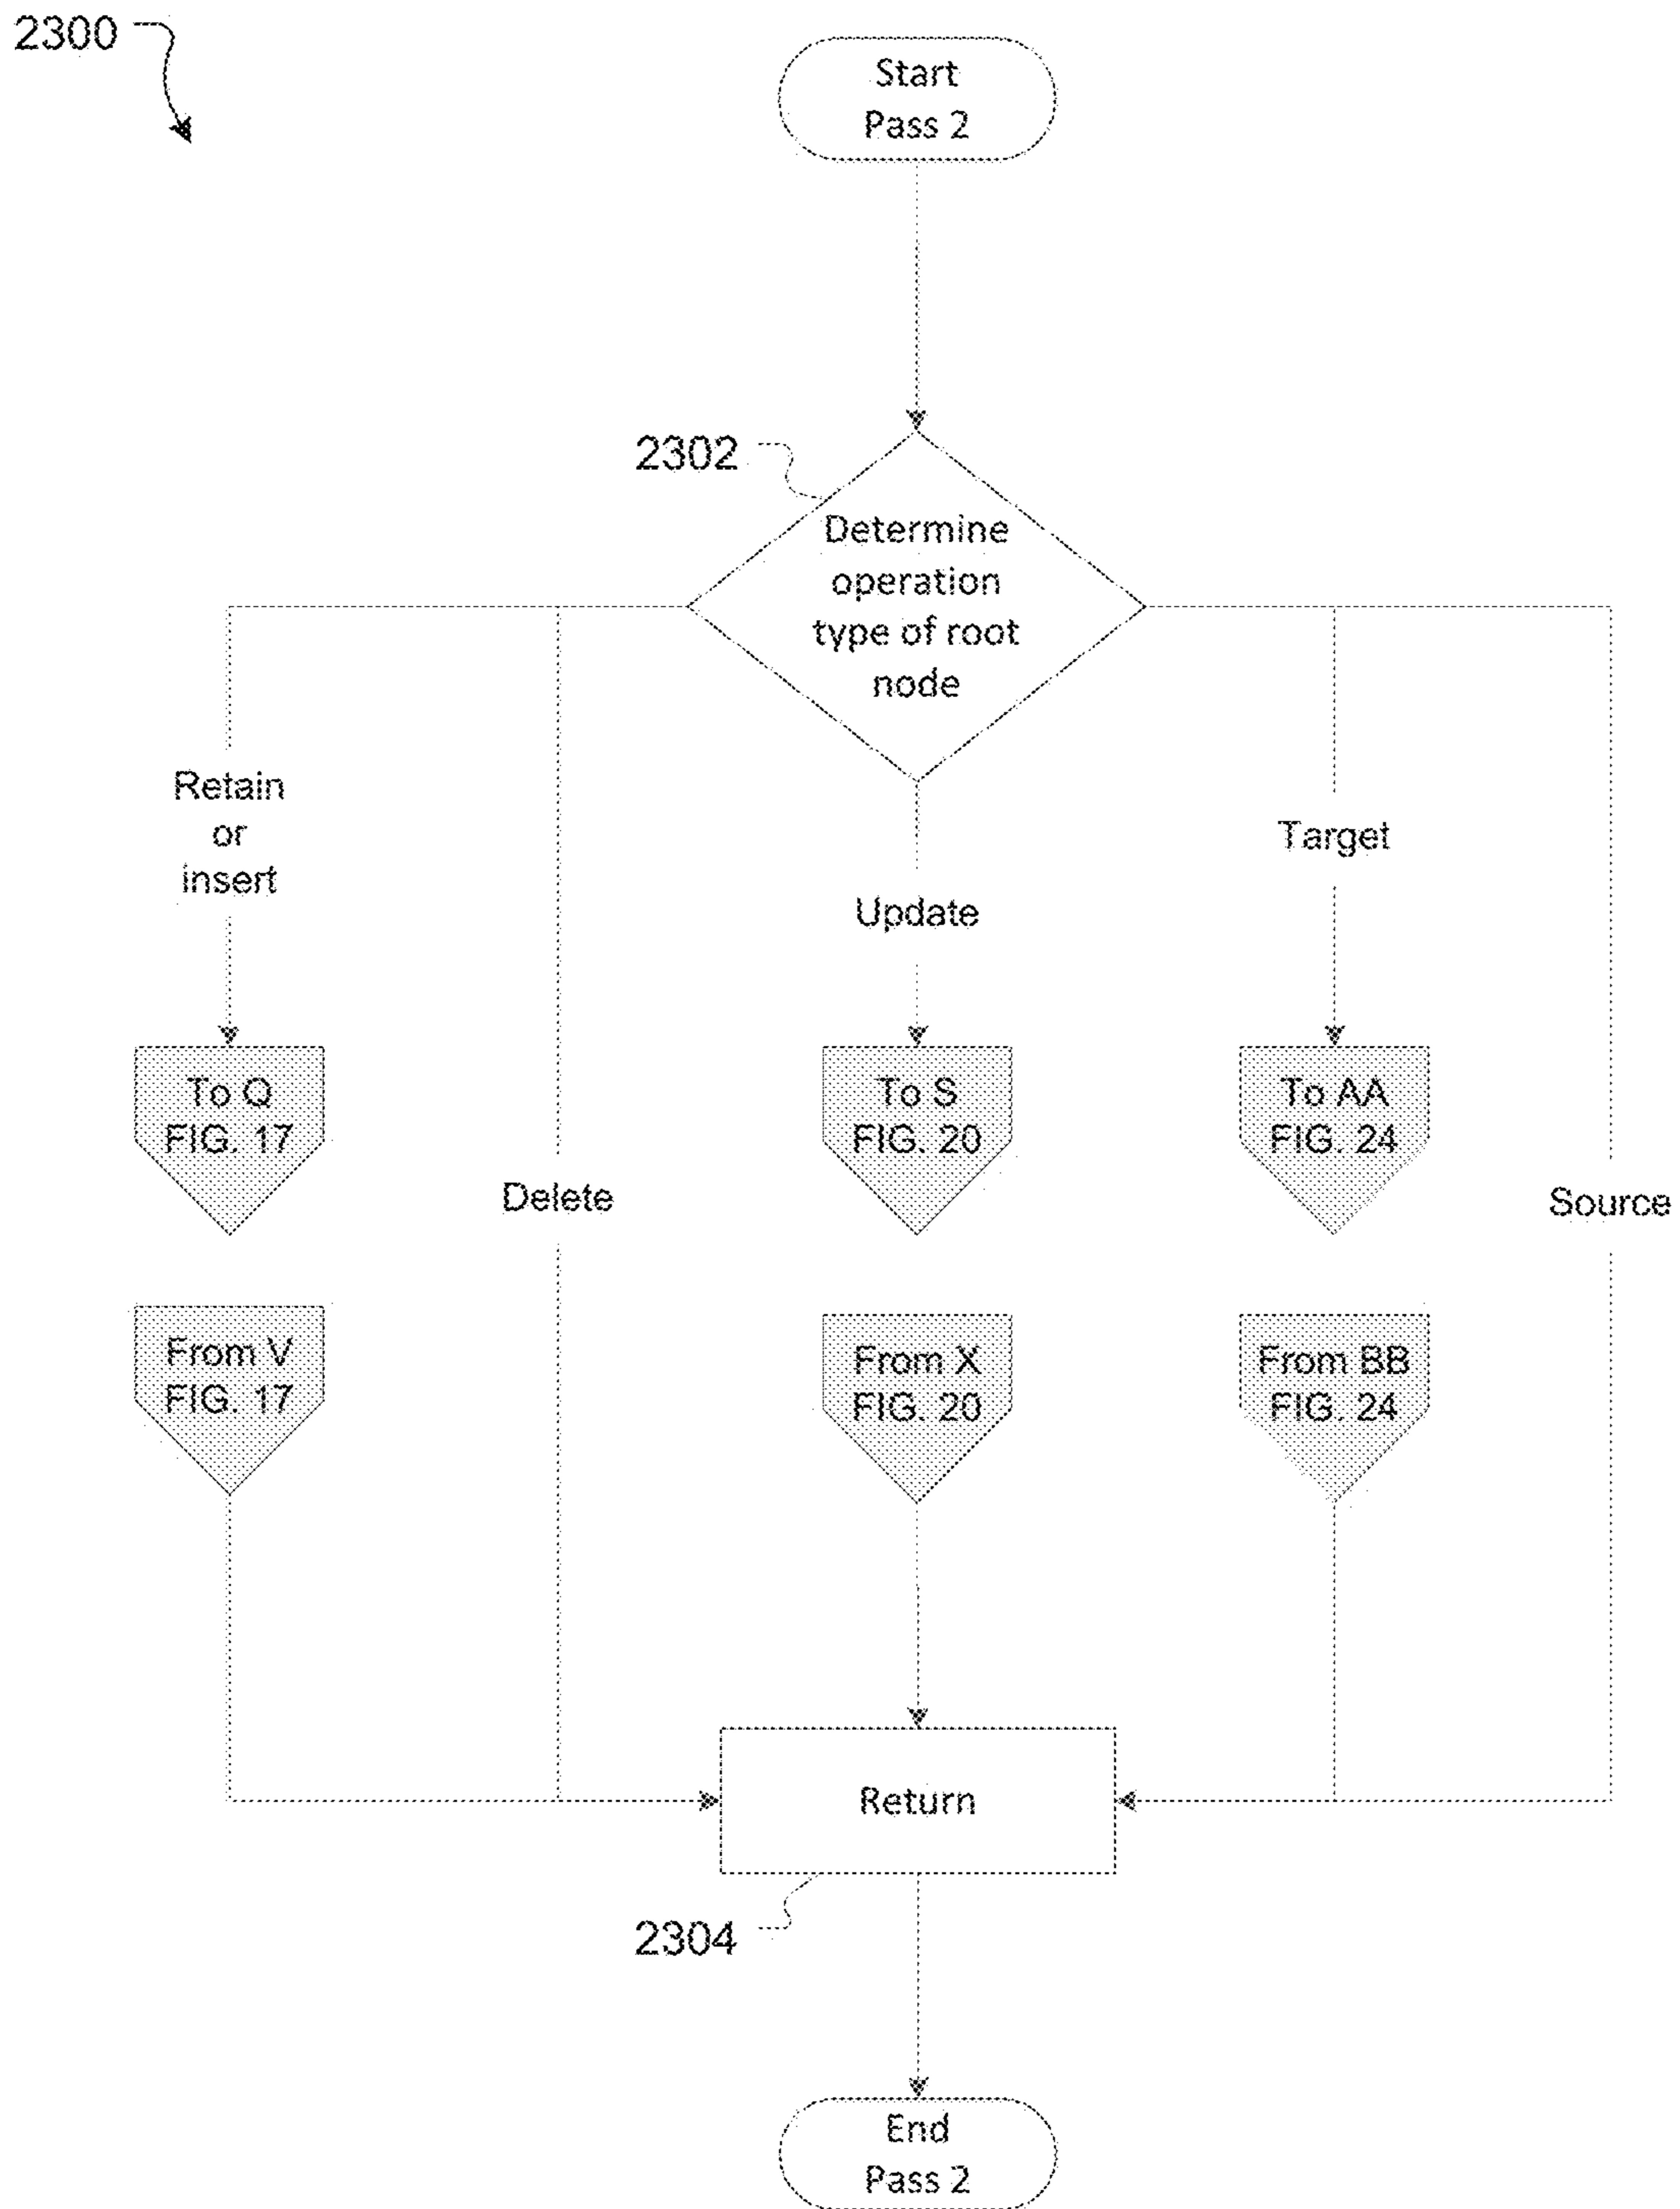 2300
Start
Pass 2
2302
Determine
operation
type of root
node
Retain
or
insert
Target
Update
To Q
FIG. 17
To S
FIG. 20
To AA
FIG. 24
Delete
Source
From V
FIG. 17
From X
FIG. 20
From BB
FIG. 24
Return
2304
End
Pass 2